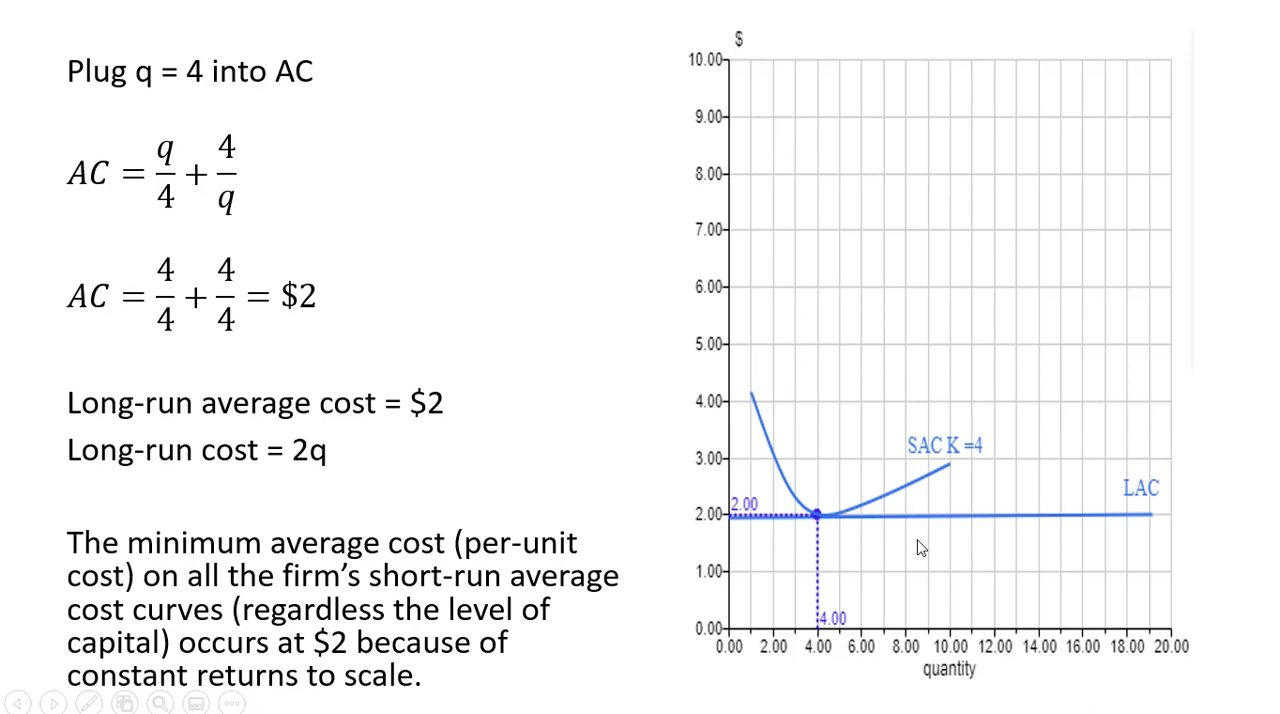 Plug q = 4 into AC
AC = q/4 + 4/q
AC = 4/4 + 4/4 = $2
Long-run average cost = $2
Long-run cost = 2q
The minimum average cost (per-unit
cost) on all the firm’s short-run average
cost curves (regardless the level of
capital) occurs at $2 because of
constant returns to scale.
$
10.00
9.00
8.00
7.00
6.00
5.00
4.00
3.00
2.00
1.00
0.00
SAC K =4
LAC
2.00
4.00
0.00 2.00 4.00 6.00 8.00 10.00 12.00 14.00 16.00 18.00 20.00
quantity